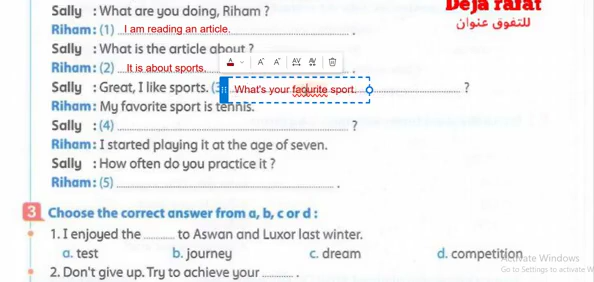 Deja rafat
Sally : What are you doing, Riham ?
للتفوق عنوان
Riham: (1) I am reading an article.
Sally : What is the article about ?
Riham: (2) It is about sports.
Sally : Great, I like sports. (3 What's your fadurite sport. ?
Riham: My favorite sport is tennis.
Sally : (4) ?
Riham: I started playing it at the age of seven.
Sally : How often do you practice it ?
Riham: (5) .
3 Choose the correct answer from a, b, c or d :
1. I enjoyed the ........... to Aswan and Luxor last winter.
a. test b. journey c. dream d. competition
Activate Windows
Go to Settings to activate W
2. Don't give up. Try to achieve your ........... .